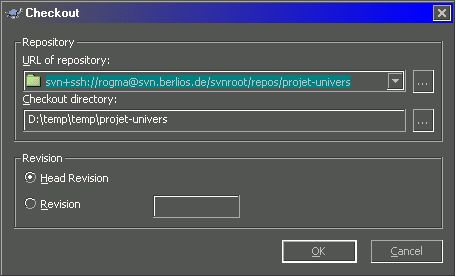 Checkout
Repository
URL of repository:
svn+ssh://rogma@svn.berlios.de/svnroot/repos/projet-univers
...
Checkout directory:
D:\temp\temp\projet-univers
...
Revision
Head Revision
Revision
OK
Cancel